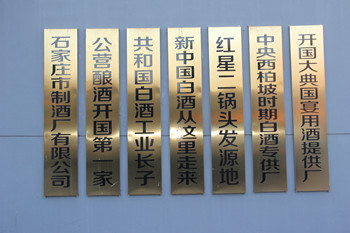 石家庄市制酒厂有限公司
公营酿酒开国第一家
共和国白酒工业长子
新中国白酒从这里走来
红星二锅头发源地
中央西柏坡时期白酒专供厂
开国大典国宴用酒提供厂